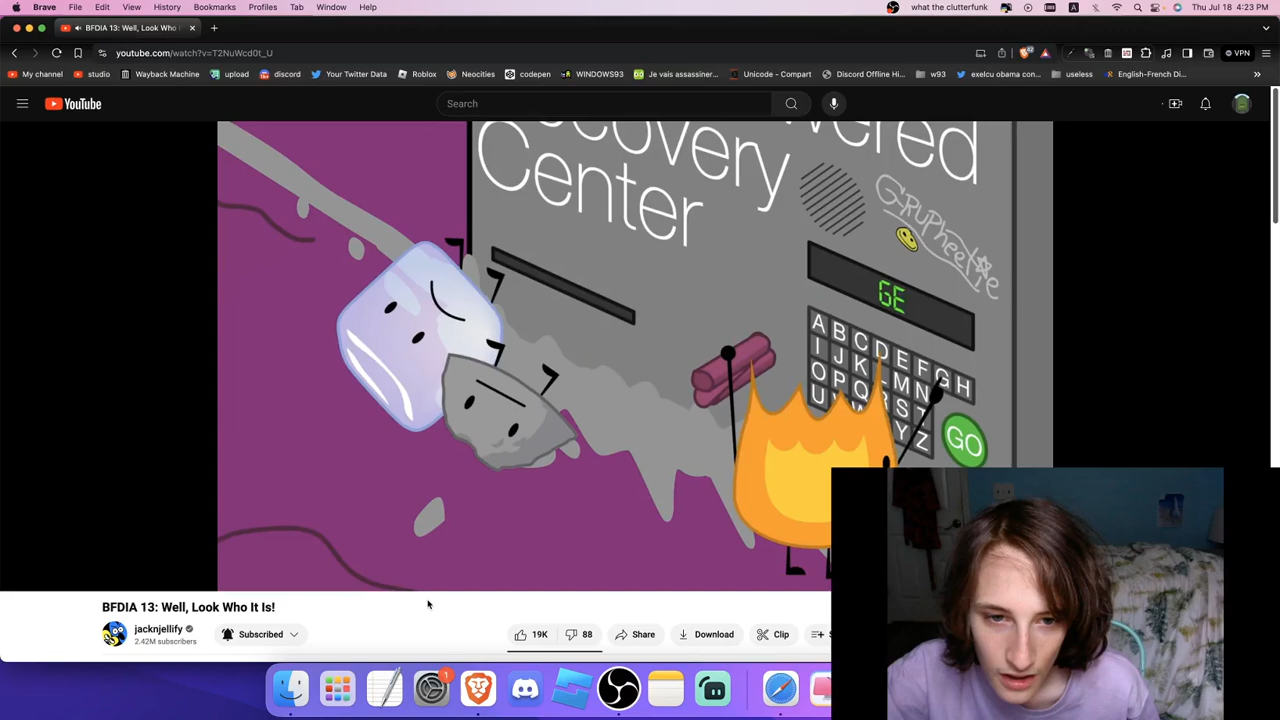 Brave File Edit View History Bookmarks Profiles Tab Window Help what the clutterfunk A Thu Jul 18 4:23 PM
BFDIA 13: Well, Look Who I
youtube.com/watch?v=T2NuWcd0t_U 42 VPN
My channel studio Wayback Machine upload discord Your Twitter Data Roblox Neocities codepen WINDOWS93 Je vais assassiner... Unicode - Compart Discord Offline Hi... w93 exelcu obama con... useless English-French Di...
YouTube Search
Center
GRUPheetie
GE
A B C D E F G H
I J K L M N
O P Q R S T
U V W Y Z
GO
BFDIA 13: Well, Look Who It Is!
jacknjellify
2.42M subscribers
Subscribed 19K 88 Share Download Clip
1